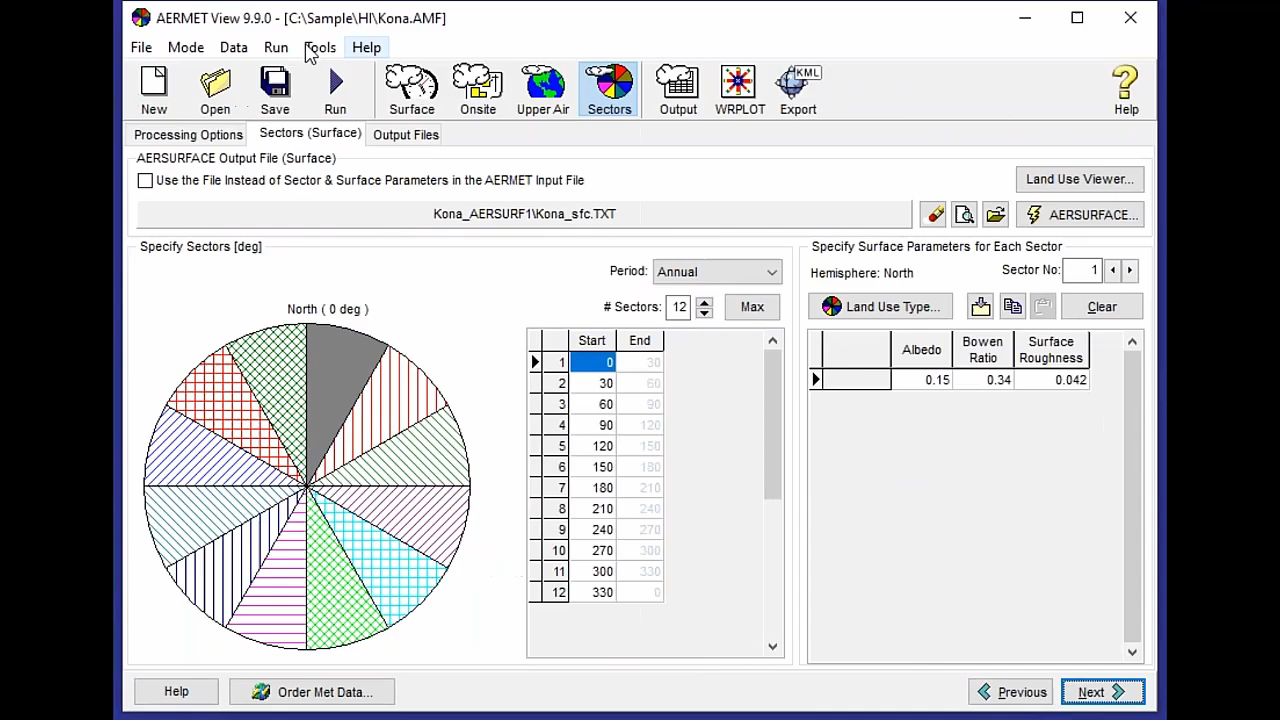 AERMET View 9.9.0 - [C:\Sample\HI\Kona.AMF]
File Mode Data Run Tools Help
New Open Save Run Surface Onsite Upper Air Sectors Output WRPLOT KML Export Help
Processing Options Sectors (Surface) Output Files
AERSURFACE Output File (Surface)
Use the File Instead of Sector & Surface Parameters in the AERMET Input File
Land Use Viewer...
Kona_AERSURF1\Kona_sfc.TXT
AERSURFACE...
Specify Sectors [deg]
Period: Annual
# Sectors: 12 Max
North ( 0 deg )
Start End
1 0 30
2 30 60
3 60 90
4 90 120
5 120 150
6 150 180
7 180 210
8 210 240
9 240 270
10 270 300
11 300 330
12 330 0
Specify Surface Parameters for Each Sector
Hemisphere: North Sector No: 1
Land Use Type... Clear
Albedo Bowen Ratio Surface Roughness
0.15 0.34 0.042
Help Order Met Data... Previous Next